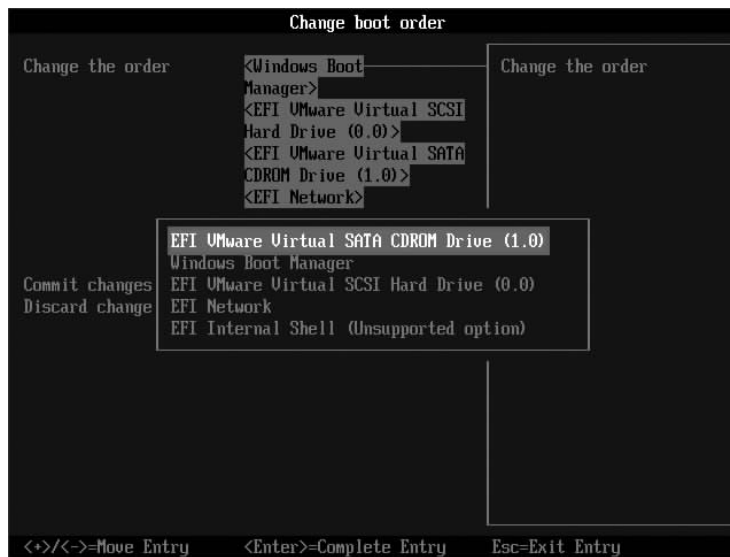 Change boot order
Change the order
<Windows Boot
Manager>
<EFI VMware Virtual SCSI
Hard Drive (0.0)>
<EFI VMware Virtual SATA
CDROM Drive (1.0)>
<EFI Network>
Change the order
EFI VMware Virtual SATA CDROM Drive (1.0)
Windows Boot Manager
EFI VMware Virtual SCSI Hard Drive (0.0)
EFI Network
EFI Internal Shell (Unsupported option)
Commit changes
Discard change
<+>/<->=Move Entry
<Enter>=Complete Entry
Esc=Exit Entry